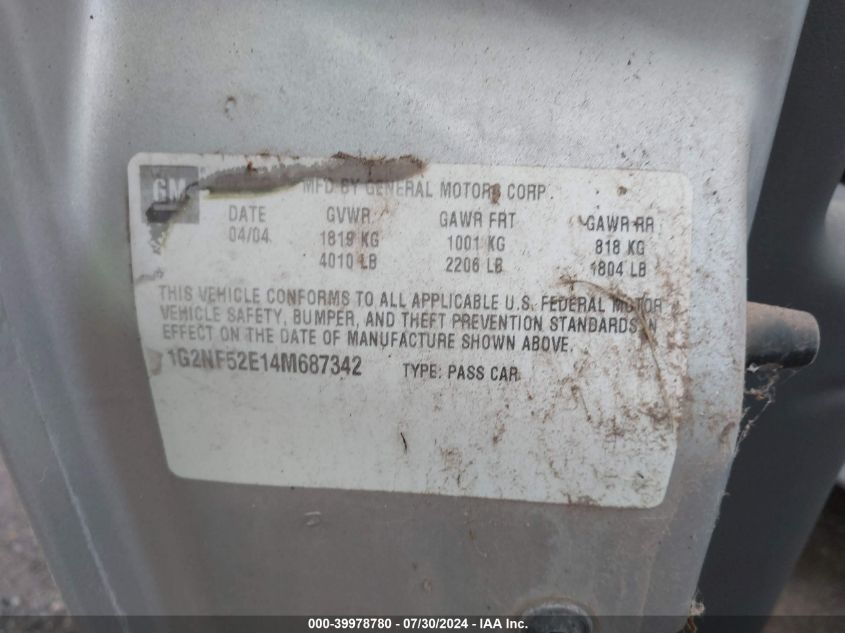 GM
MFD BY GENERAL MOTORS CORP
DATE GVWR GAWR FRT GAWR RR
04/04 1819 KG 1001 KG 818 KG
4010 LB 2206 LB 1804 LB
THIS VEHICLE CONFORMS TO ALL APPLICABLE U.S. FEDERAL MOTOR
VEHICLE SAFETY, BUMPER, AND THEFT PREVENTION STANDARDS IN
EFFECT ON THE DATE OF MANUFACTURE SHOWN ABOVE.
1G2NF52E14M687342 TYPE: PASS CAR
000-39978780 / 07/30/2024 - IAA Inc.